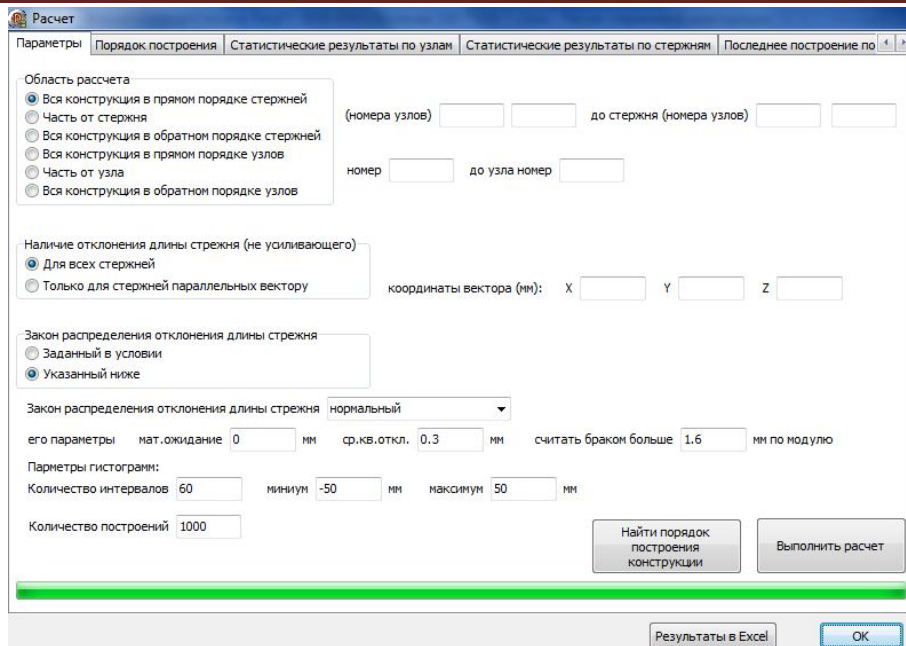 Расчет
Параметры Порядок построения Статистические результаты по узлам Статистические результаты по стержням Последнее построение по
Область рассчета
Вся конструкция в прямом порядке стержней
Часть от стержня (номера узлов) до стержня (номера узлов)
Вся конструкция в обратном порядке стержней
Вся конструкция в прямом порядке узлов
Часть от узла номер до узла номер
Вся конструкция в обратном порядке узлов
Наличие отклонения длины стрежня (не усиливающего)
Для всех стержней
Только для стержней параллельных вектору координаты вектора (мм): X Y Z
Закон распределения отклонения длины стрежня
Заданный в условии
Указанный ниже
Закон распределения отклонения длины стрежня нормальный
его параметры мат.ожидание 0 мм ср.кв.откл. 0.3 мм считать браком больше 1.6 мм по модулю
Парметры гистограмм:
Количество интервалов 60 миниум -50 мм максимум 50 мм
Количество построений 1000
Найти порядок
построения
конструкции
Выполнить расчет
Результаты в Excel OK